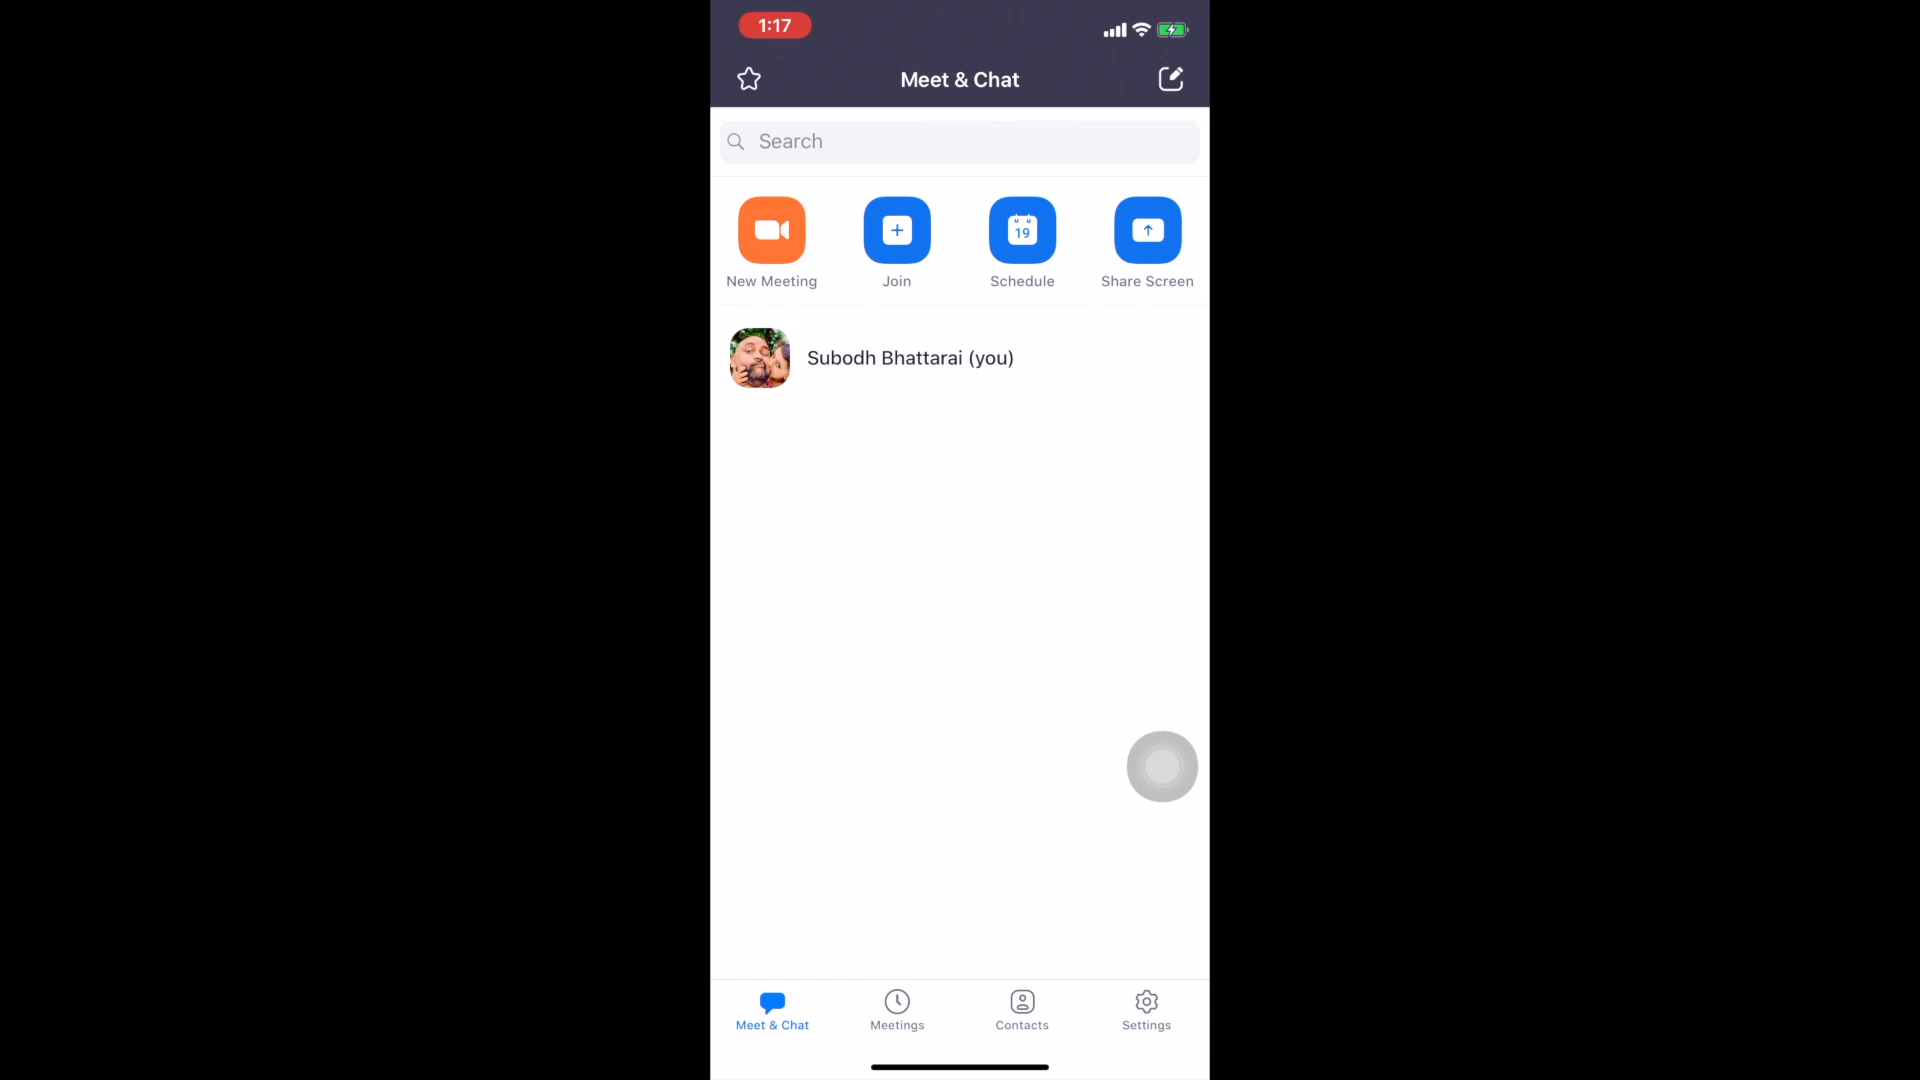 1:17
Meet & Chat
Search
19
New Meeting
Join
Schedule
Share Screen
Subodh Bhattarai (you)
Meet & Chat
Meetings
Contacts
Settings